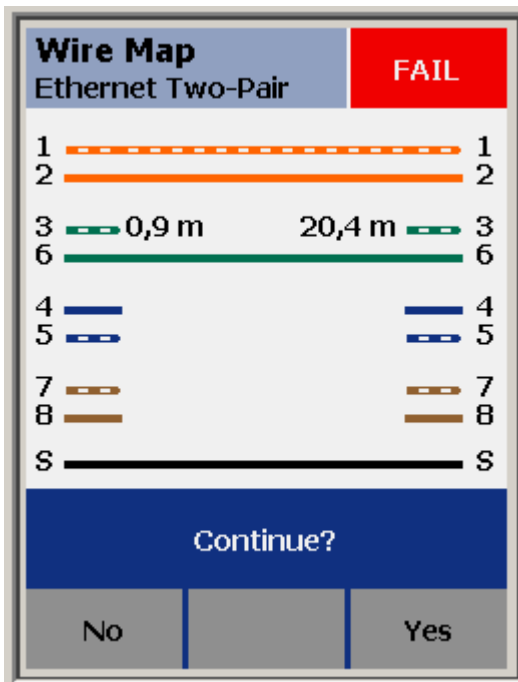 Wire Map
Ethernet Two-Pair
FAIL
1 1
2 2
3 0,9 m 20,4 m 3
6 6
4 4
5 5
7 7
8 8
S S
Continue?
No Yes